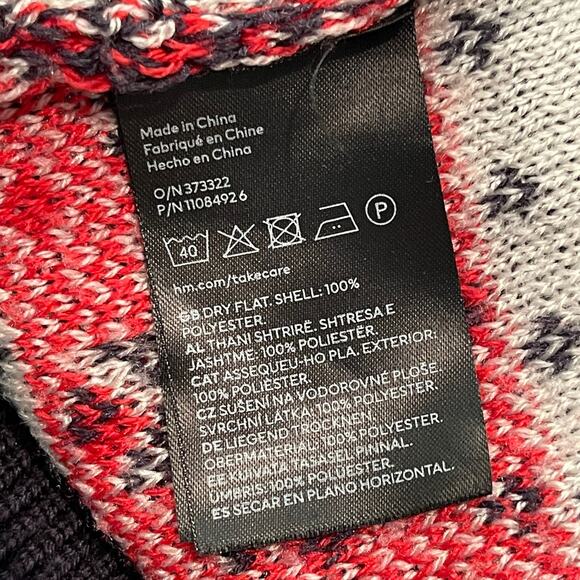 Made in China
Fabriqué en Chine
Hecho en China
O/N 373322
P/N 1108492 6
40
P
hm.com/takecare
GB DRY FLAT. SHELL: 100%
POLYESTER.
AL THANI SHTRIRË. SHTRESA E
JASHTME: 100% POLIESTËR.
CAT ASSEQUEU-HO PLA. EXTERIOR:
100% POLIÈSTER.
CZ SUŠENÍ NA VODOROVNÉ PLOŠE.
SVRCHNÍ LÁTKA: 100% POLYESTER.
DE LIEGEND TROCKNEN.
OBERMATERIAL: 100% POLYESTER.
EE KUIVATA TASASEL PINNAL.
ÜMBRIS: 100% POLÜESTER.
ES SECAR EN PLANO HORIZONTAL.